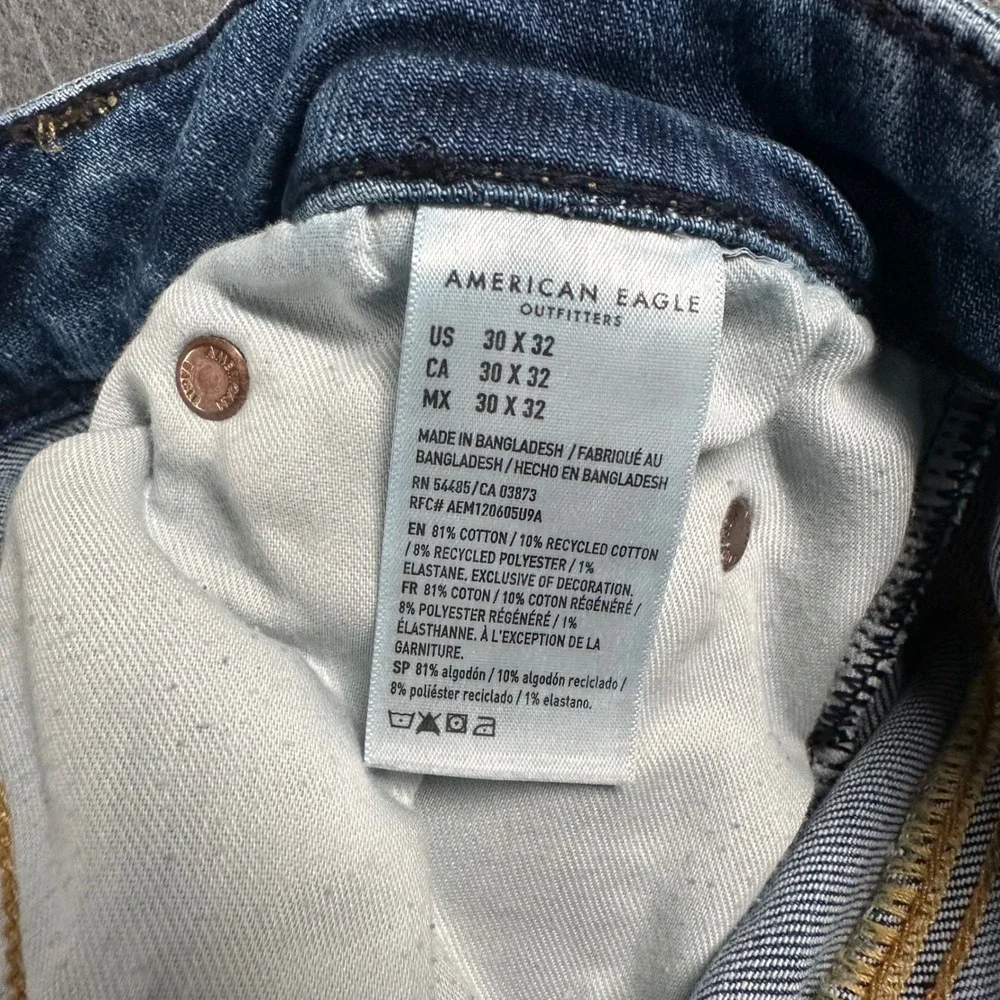 AMERICAN EAGLE
OUTFITTERS
US 30 X 32
CA 30 X 32
MX 30 X 32
MADE IN BANGLADESH / FABRIQUÉ AU
BANGLADESH / HECHO EN BANGLADESH
RN 54485/CA 03873
RFC# AEM120605U9A
EN 81% COTTON / 10% RECYCLED COTTON
/ 8% RECYCLED POLYESTER / 1%
ELASTANE. EXCLUSIVE OF DECORATION.
FR 81% COTON / 10% COTON RÉGÉNÉRÉ /
8% POLYESTER RÉGÉNÉRÉ / 1%
ÉLASTHANNE. À L'EXCEPTION DE LA
GARNITURE.
SP 81% algodón / 10% algodón reciclado /
8% poliéster reciclado / 1% elastano.